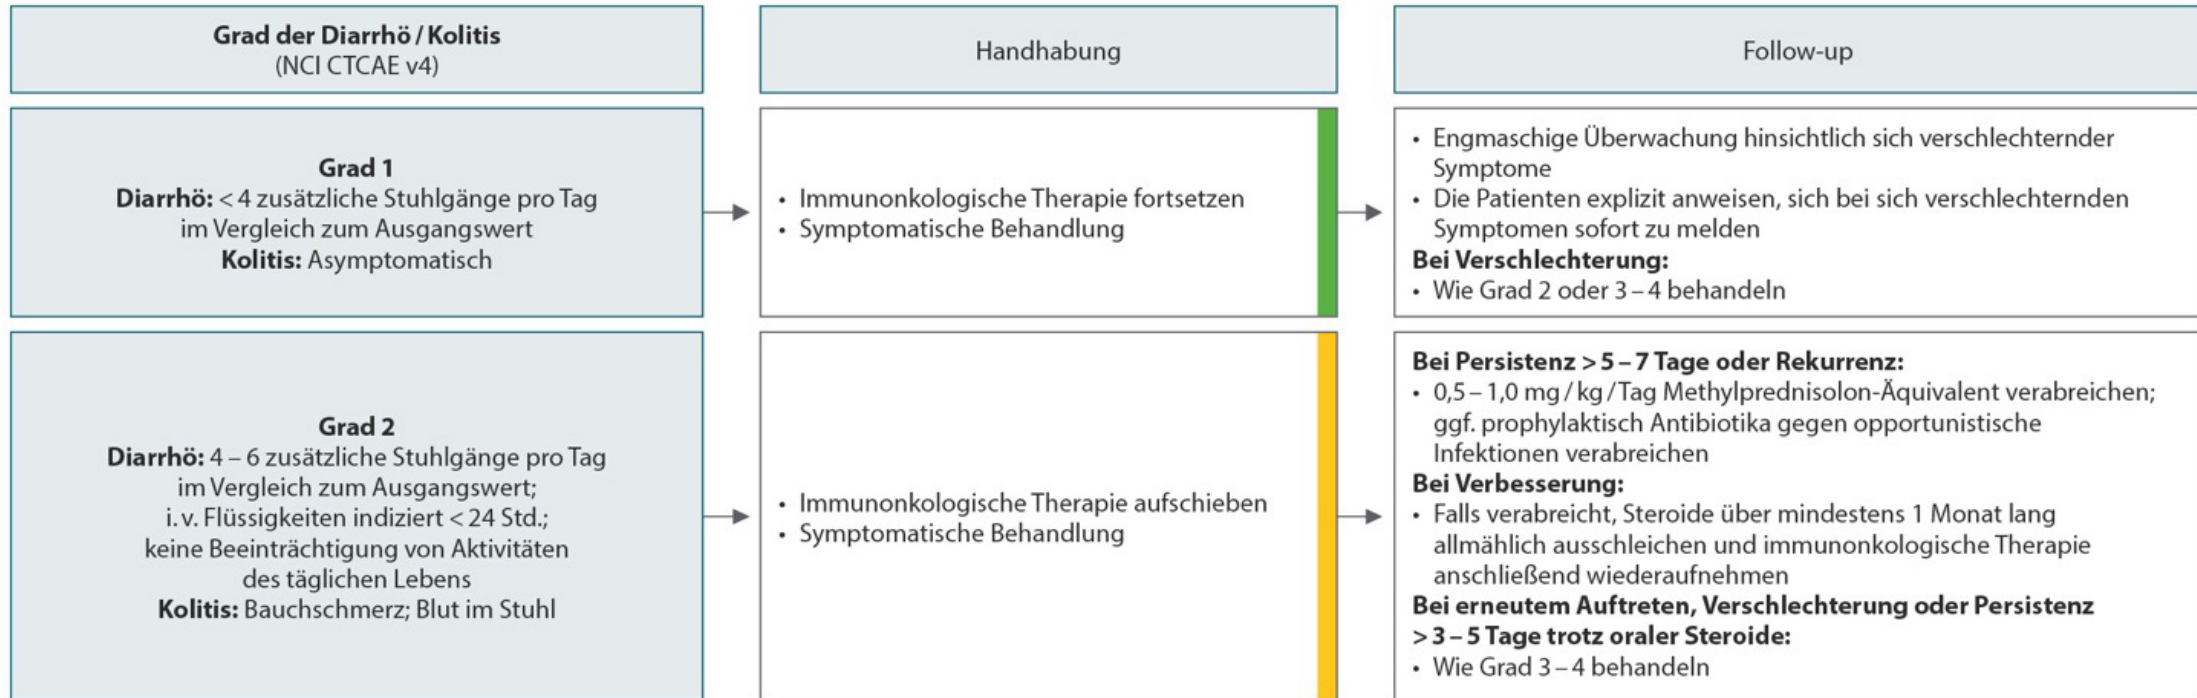 Grad der Diarrhö / Kolitis
(NCI CTCAE v4)
Handhabung
Follow-up
Grad 1
Diarrhö: < 4 zusätzliche Stuhlgänge pro Tag
im Vergleich zum Ausgangswert
Kolitis: Asymptomatisch
• Immunonkologische Therapie fortsetzen
• Symptomatische Behandlung
• Engmaschige Überwachung hinsichtlich sich verschlechternder
Symptome
• Die Patienten explizit anweisen, sich bei sich verschlechternden
Symptomen sofort zu melden
Bei Verschlechterung:
• Wie Grad 2 oder 3 – 4 behandeln
Grad 2
Diarrhö: 4 – 6 zusätzliche Stuhlgänge pro Tag
im Vergleich zum Ausgangswert;
i. v. Flüssigkeiten indiziert < 24 Std.;
keine Beeinträchtigung von Aktivitäten
des täglichen Lebens
Kolitis: Bauchschmerz; Blut im Stuhl
• Immunonkologische Therapie aufschieben
• Symptomatische Behandlung
Bei Persistenz > 5 – 7 Tage oder Rekurrenz:
• 0,5 – 1,0 mg / kg / Tag Methylprednisolon-Äquivalent verabreichen;
ggf. prophylaktisch Antibiotika gegen opportunistische
Infektionen verabreichen
Bei Verbesserung:
• Falls verabreicht, Steroide über mindestens 1 Monat lang
allmählich ausschleichen und immunonkologische Therapie
anschließend wiederaufnehmen
Bei erneutem Auftreten, Verschlechterung oder Persistenz
> 3 – 5 Tage trotz oraler Steroide:
• Wie Grad 3 – 4 behandeln